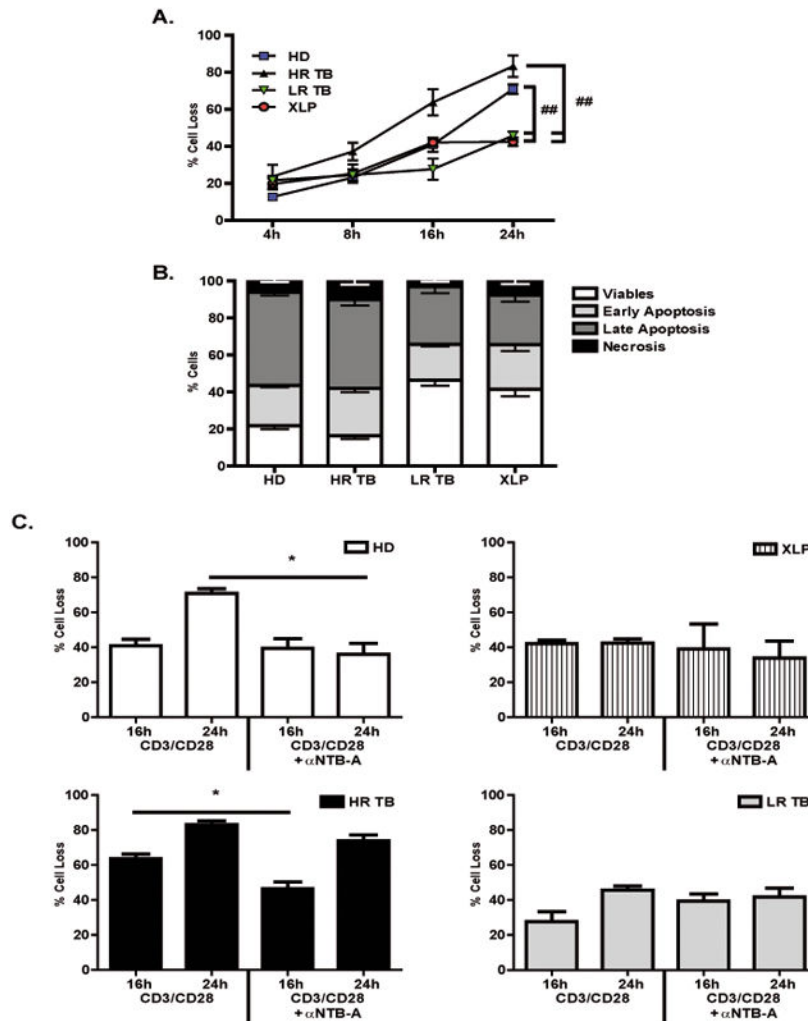 A.
HD
HR TB
LR TB
XLP
% Cell Loss
100
80
60
40
20
0
4h 8h 16h 24h
##
##
B.
% Cells
100
80
60
40
20
0
HD HR TB LR TB XLP
Viables
Early Apoptosis
Late Apoptosis
Necrosis
C.
HD
% Cell Loss
100
80
60
40
20
0
*
16h 24h 16h 24h
CD3/CD28 CD3/CD28
+ αNTB-A
XLP
% Cell Loss
100
80
60
40
20
0
16h 24h 16h 24h
CD3/CD28 CD3/CD28
+ αNTB-A
HR TB
% Cell Loss
100
80
60
40
20
0
*
16h 24h 16h 24h
CD3/CD28 CD3/CD28
+ αNTB-A
LR TB
% Cell Loss
100
80
60
40
20
0
16h 24h 16h 24h
CD3/CD28 CD3/CD28
+ αNTB-A